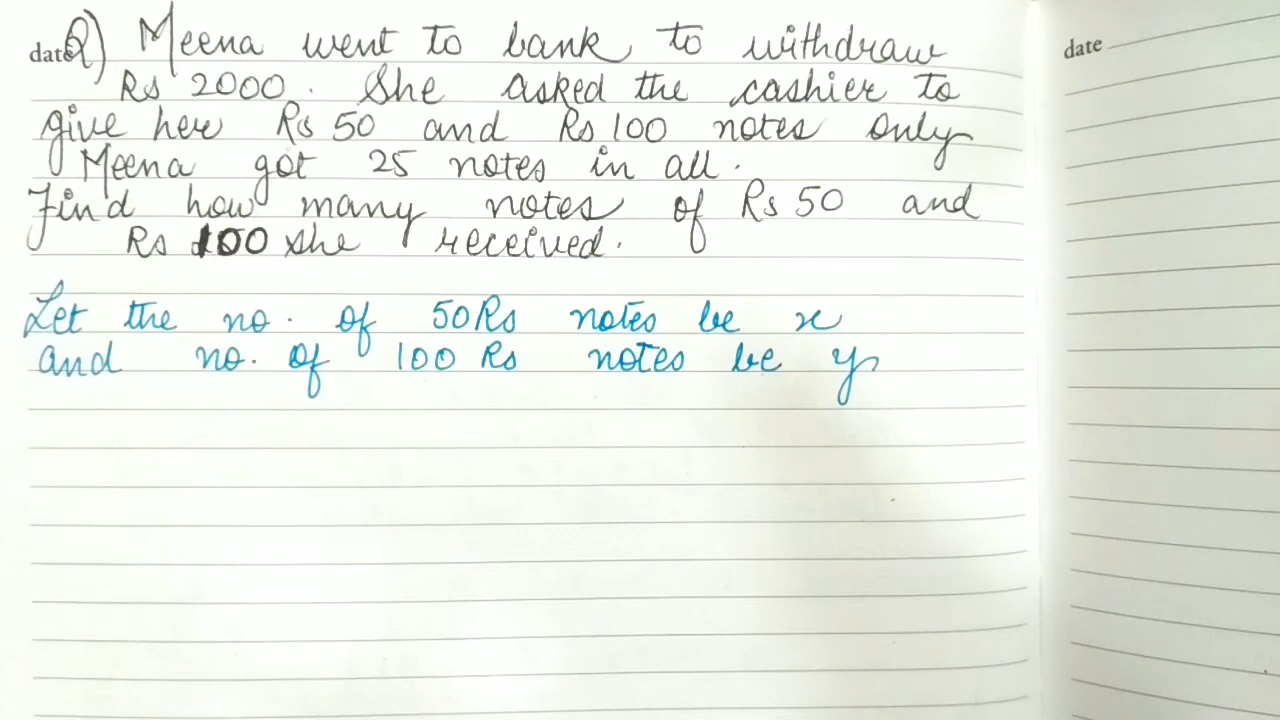 date
Q) Meena went to bank to withdraw
Rs 2000. She asked the cashier to
give her Rs 50 and Rs 100 notes only
Meena got 25 notes in all.
Find how many notes of Rs 50 and
Rs 100 she received.
Let the no. of 50 Rs notes be x
and no. of 100 Rs notes be y
date